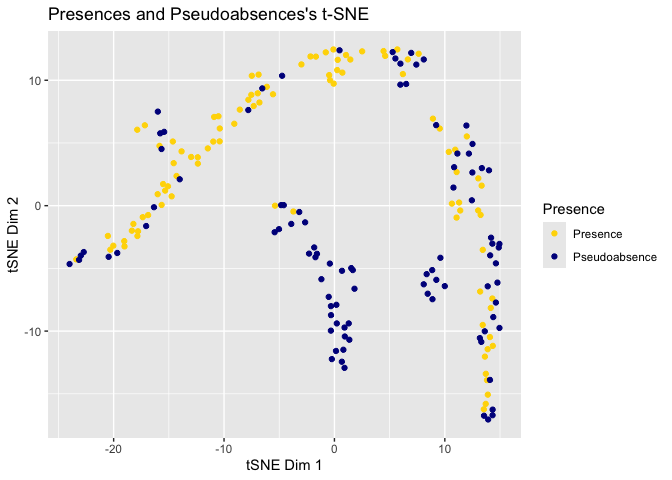 Presences and Pseudoabsences's t-SNE
10
0
-10
-20
-10
0
10
tSNE Dim 1
tSNE Dim 2
Presence
Presence
Pseudoabsence